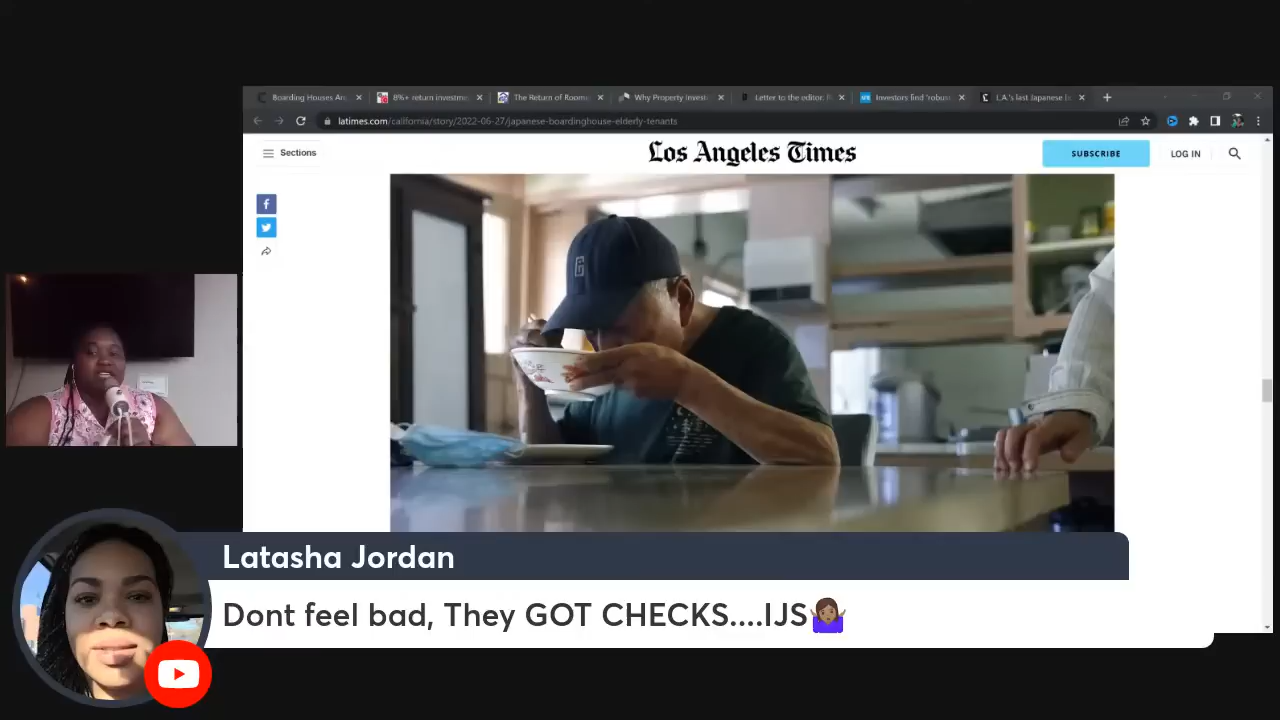 Boarding Houses Are
8%+ return investme
The Return of Room
Why Property Invest
Letter to the editor: R
Investors find 'robus
L.A.'s last Japanese b
latimes.com/california/story/2022-06-27/japanese-boardinghouse-elderly-tenants
Sections
Los Angeles Times
SUBSCRIBE
LOG IN
Latasha Jordan
Dont feel bad, They GOT CHECKS....IJS🤷🏽‍♀️